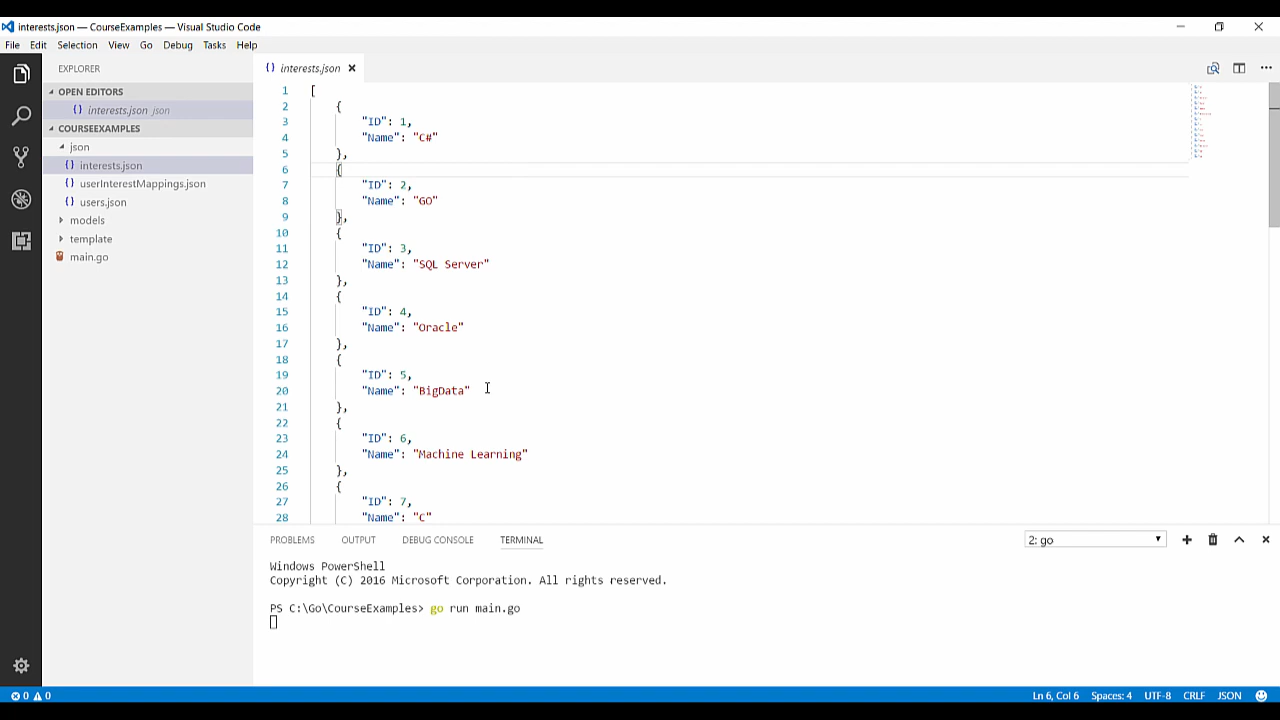 interests.json — CourseExamples — Visual Studio Code
File Edit Selection View Go Debug Tasks Help
EXPLORER
OPEN EDITORS
{} interests.json json
COURSEEXAMPLES
json
{} interests.json
{} userInterestMappings.json
{} users.json
models
template
main.go
{} interests.json ×
1 [
2 {
3 "ID": 1,
4 "Name": "C#"
5 },
6 {
7 "ID": 2,
8 "Name": "GO"
9 },
10 {
11 "ID": 3,
12 "Name": "SQL Server"
13 },
14 {
15 "ID": 4,
16 "Name": "Oracle"
17 },
18 {
19 "ID": 5,
20 "Name": "BigData"
21 },
22 {
23 "ID": 6,
24 "Name": "Machine Learning"
25 },
26 {
27 "ID": 7,
28 "Name": "C"
PROBLEMS OUTPUT DEBUG CONSOLE TERMINAL 2: go
Windows PowerShell
Copyright (C) 2016 Microsoft Corporation. All rights reserved.
PS C:\Go\CourseExamples> go run main.go
0 0 Ln 6, Col 6 Spaces: 4 UTF-8 CRLF JSON